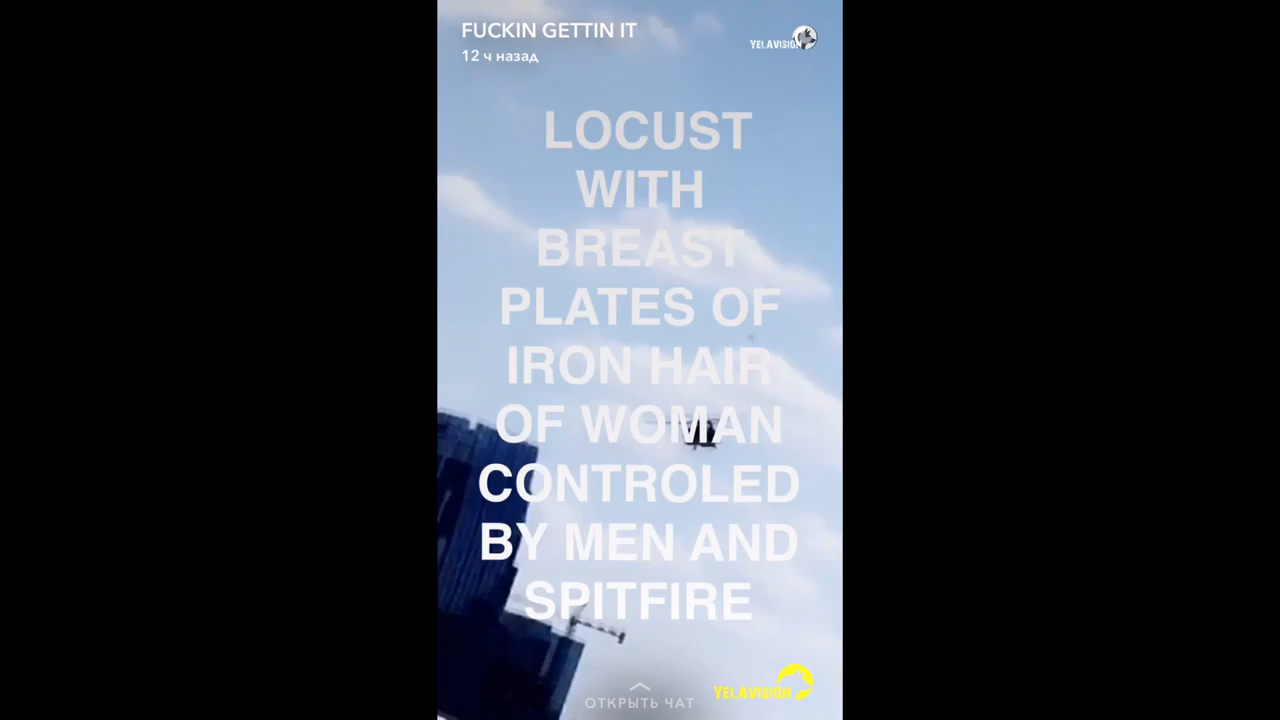 FUCKIN GETTIN IT
12 ч назад
YELAVISION
LOCUST
WITH
BREAST
PLATES OF
IRON HAIR
OF WOMAN
CONTROLED
BY MEN AND
SPITFIRE
YELAVISION
ОТКРЫТЬ ЧАТ